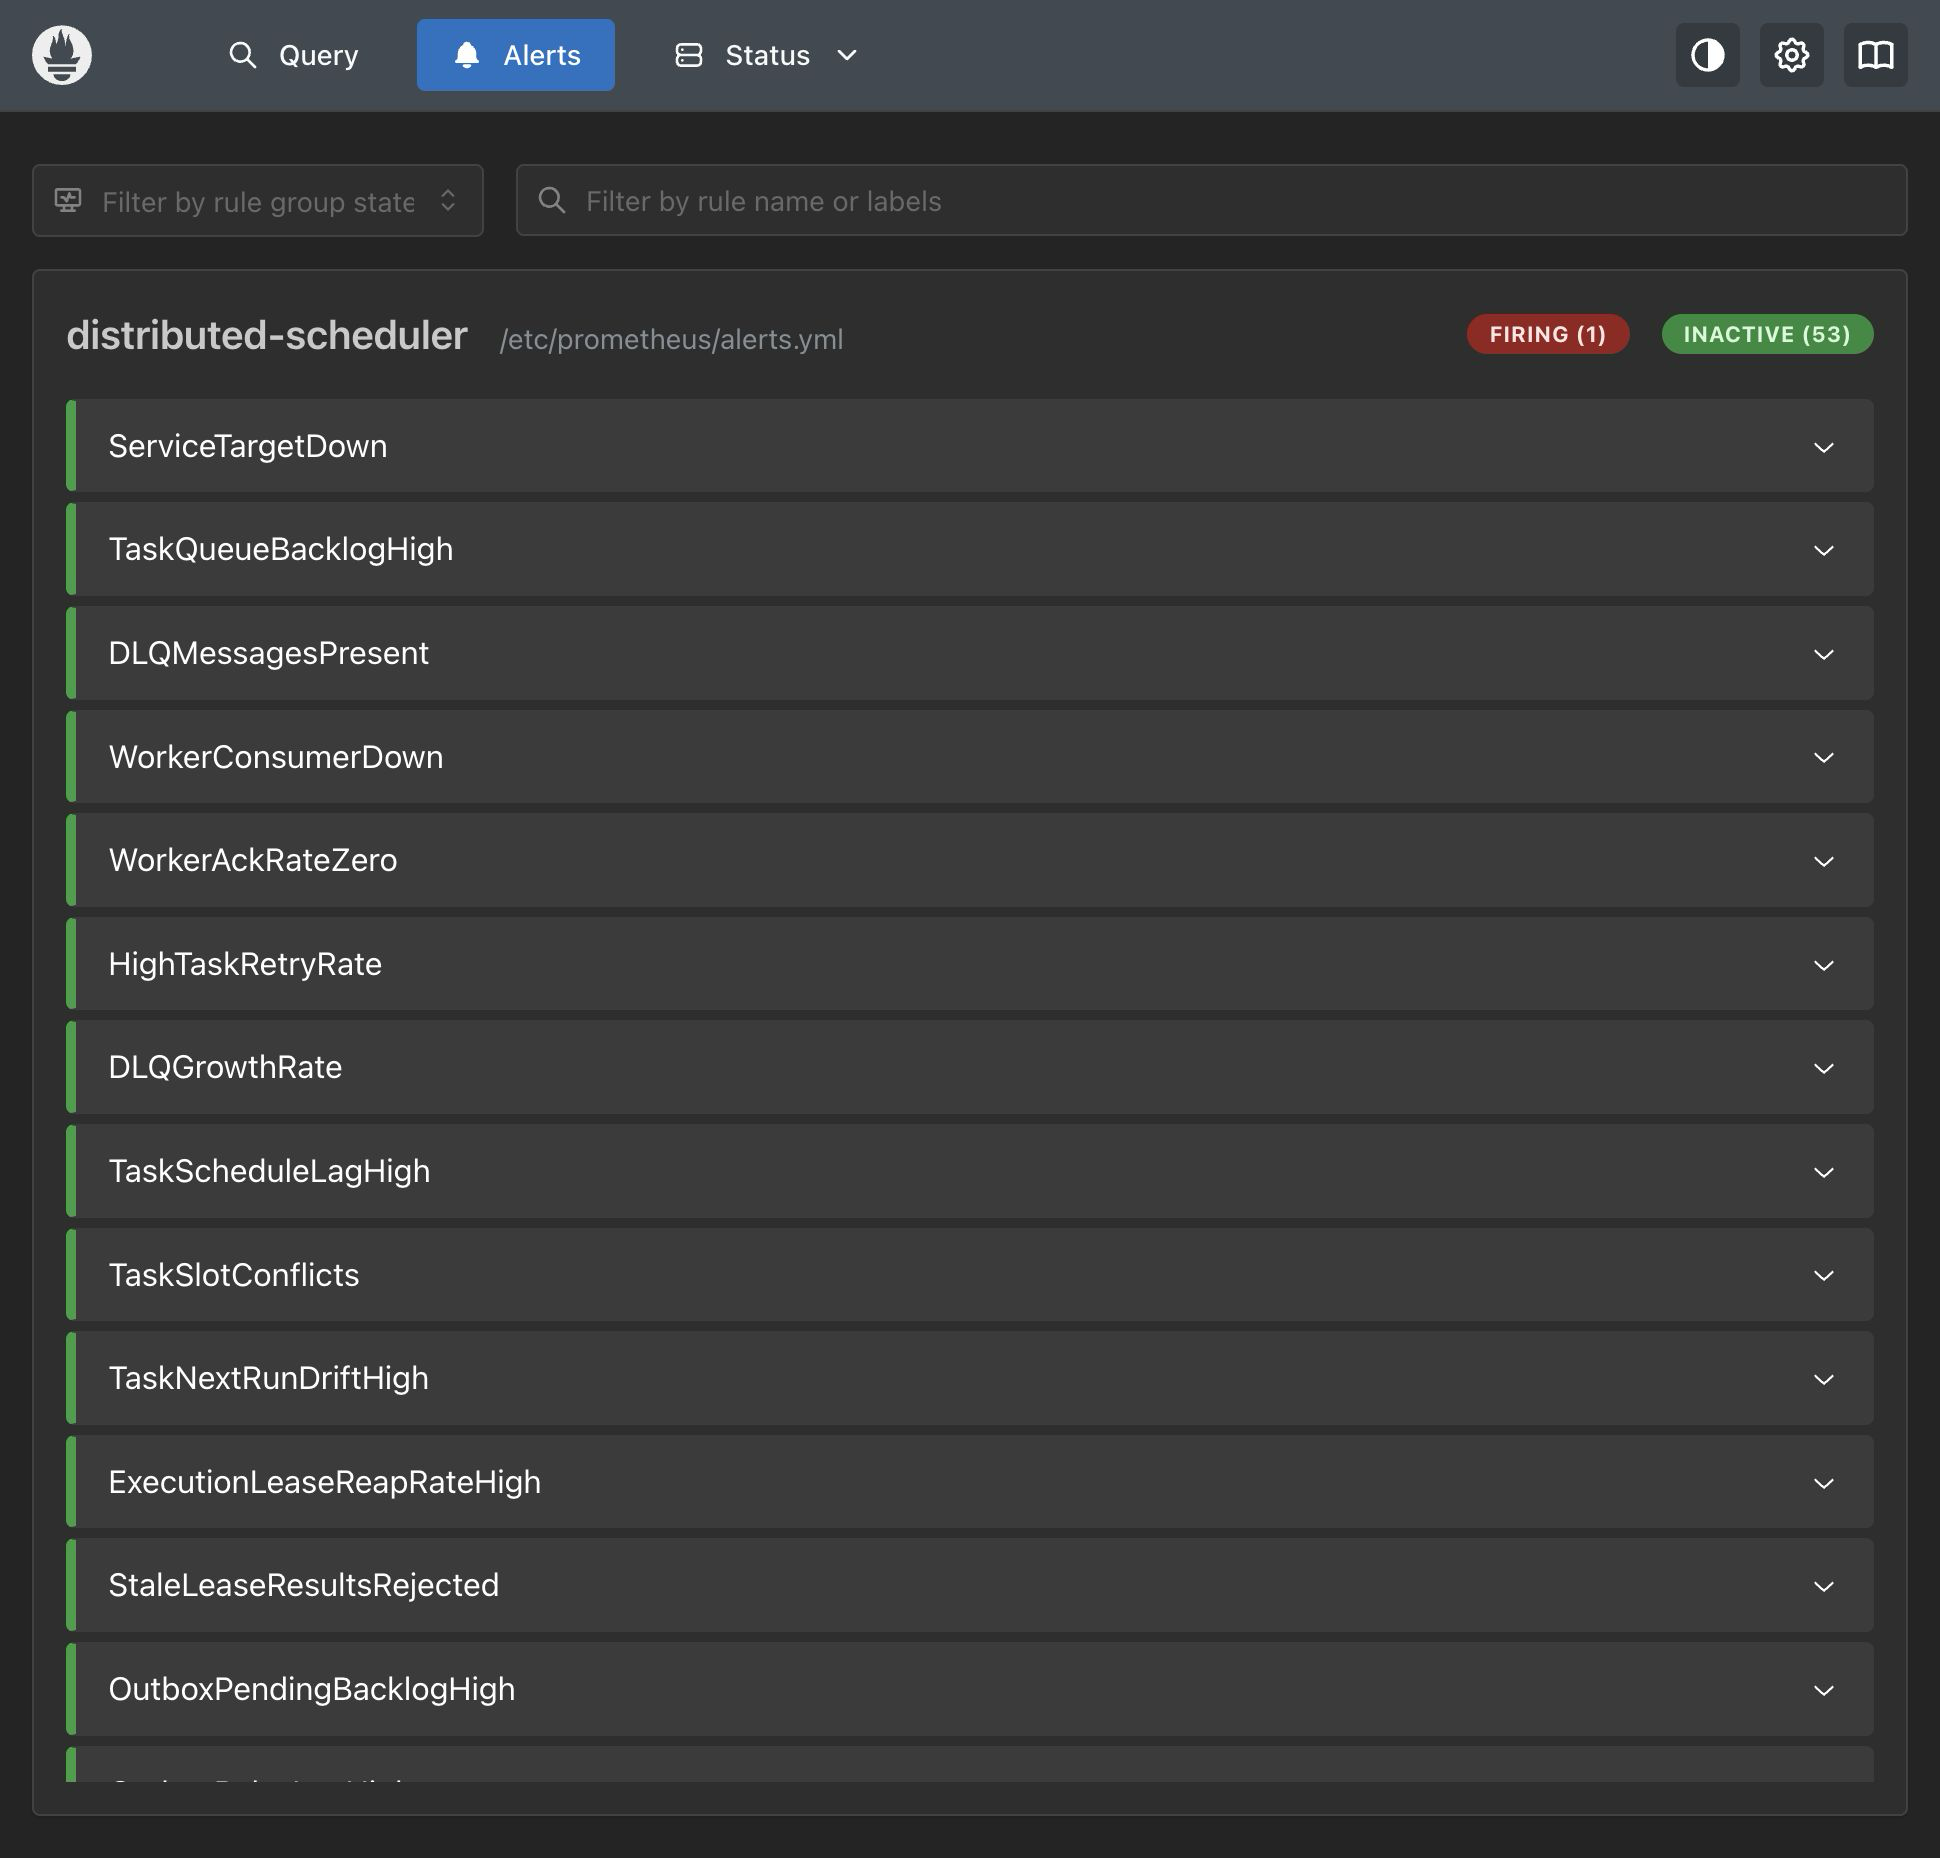 Query
Alerts
Status
Filter by rule group state
Filter by rule name or labels
distributed-scheduler /etc/prometheus/alerts.yml
FIRING (1) INACTIVE (53)
ServiceTargetDown
TaskQueueBacklogHigh
DLQMessagesPresent
WorkerConsumerDown
WorkerAckRateZero
HighTaskRetryRate
DLQGrowthRate
TaskScheduleLagHigh
TaskSlotConflicts
TaskNextRunDriftHigh
ExecutionLeaseReapRateHigh
StaleLeaseResultsRejected
OutboxPendingBacklogHigh